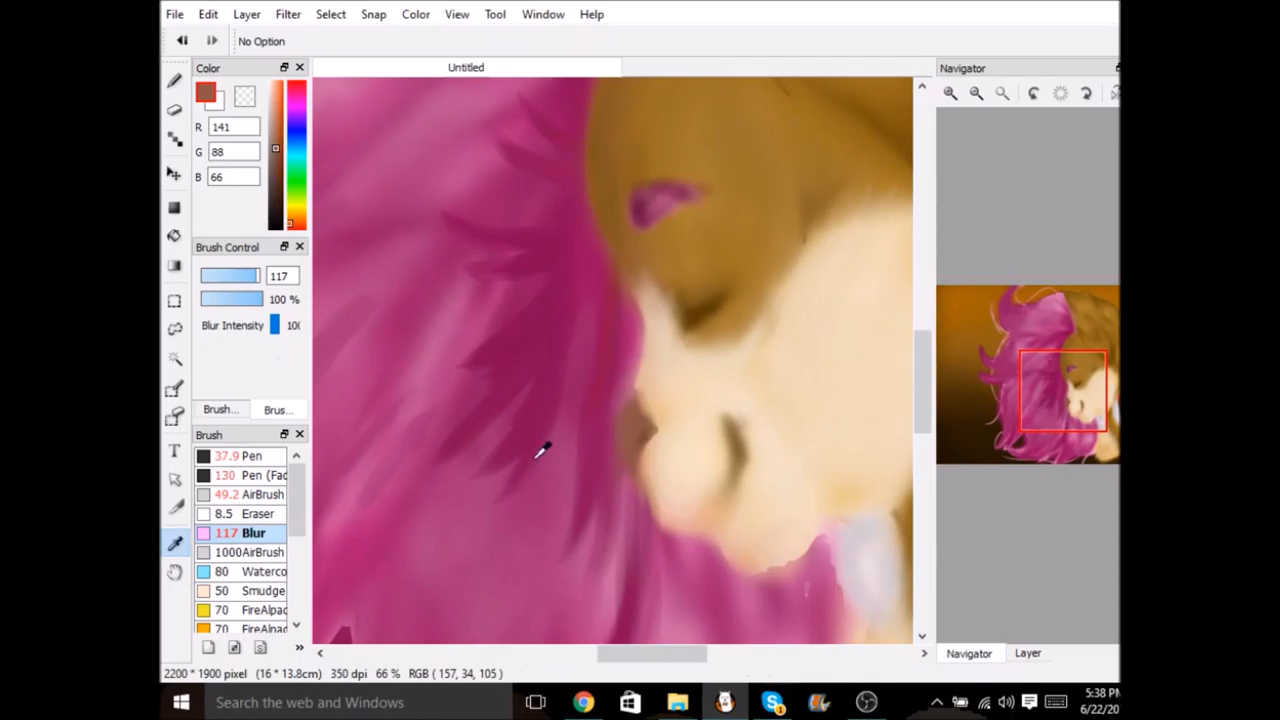 File Edit Layer Filter Select Snap Color View Tool Window Help
No Option
Color
Untitled
Navigator
R 141
G 88
B 66
Brush Control
117
100 %
Blur Intensity 10(
Brush... Brus...
Brush
37.9 Pen
130 Pen (Fac
49.2 AirBrush
8.5 Eraser
117 Blur
1000 AirBrush
80 Waterco
50 Smudge
70 FireAlpac
70 FireAlpac
Navigator Layer
2200 * 1900 pixel (16 * 13.8cm) 350 dpi 66 % RGB ( 157, 34, 105 )
Search the web and Windows
5:38 PM
6/22/20